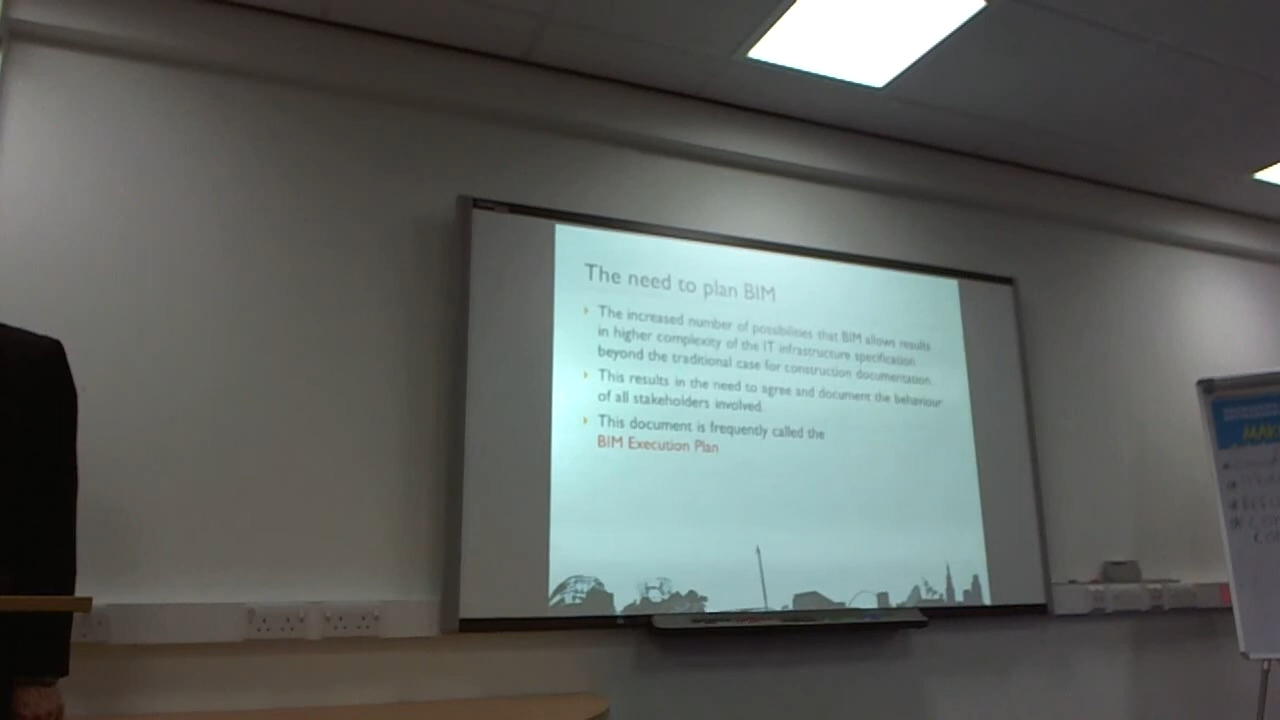 The need to plan BIM
The increased number of possibilities that BIM allows results
in higher complexity of the IT infrastructure specification
beyond the traditional case for construction documentation.
This results in the need to agree and document the behaviour
of all stakeholders involved.
This document is frequently called the
BIM Execution Plan